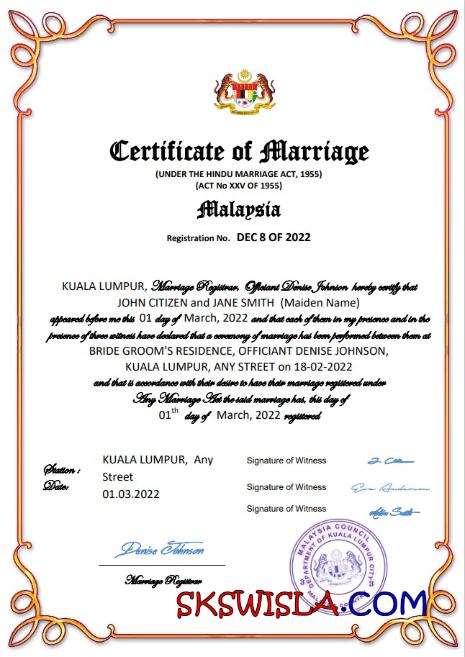 Certificate of Marriage
(UNDER THE HINDU MARRIAGE ACT, 1955)
(ACT No XXV OF 1955)
Malaysia
Registration No. DEC 8 OF 2022
KUALA LUMPUR, Marriage Registrar, Officiant Denise Johnson hereby certify that
JOHN CITIZEN and JANE SMITH (Maiden Name)
appeared before me this 01 day of March, 2022 and that each of them in my presence and in the
presence of three witness have declared that a ceremony of marriage has been performed between them at
BRIDE GROOM'S RESIDENCE, OFFICIANT DENISE JOHNSON,
KUALA LUMPUR, ANY STREET on 18-02-2022
and that is accordance with their desire to have their marriage registered under
Any Marriage Act the said marriage has, this day of
01th day of March, 2022 registered
Station : KUALA LUMPUR, Any
Street
Date: 01.03.2022
Signature of Witness
Signature of Witness
Signature of Witness
Denise Johnson
Marriage Registrar
MALAYSIA COUNCIL
DEPARTMENT OF KUALA LUMPUR CITY
SKSWISLA.COM